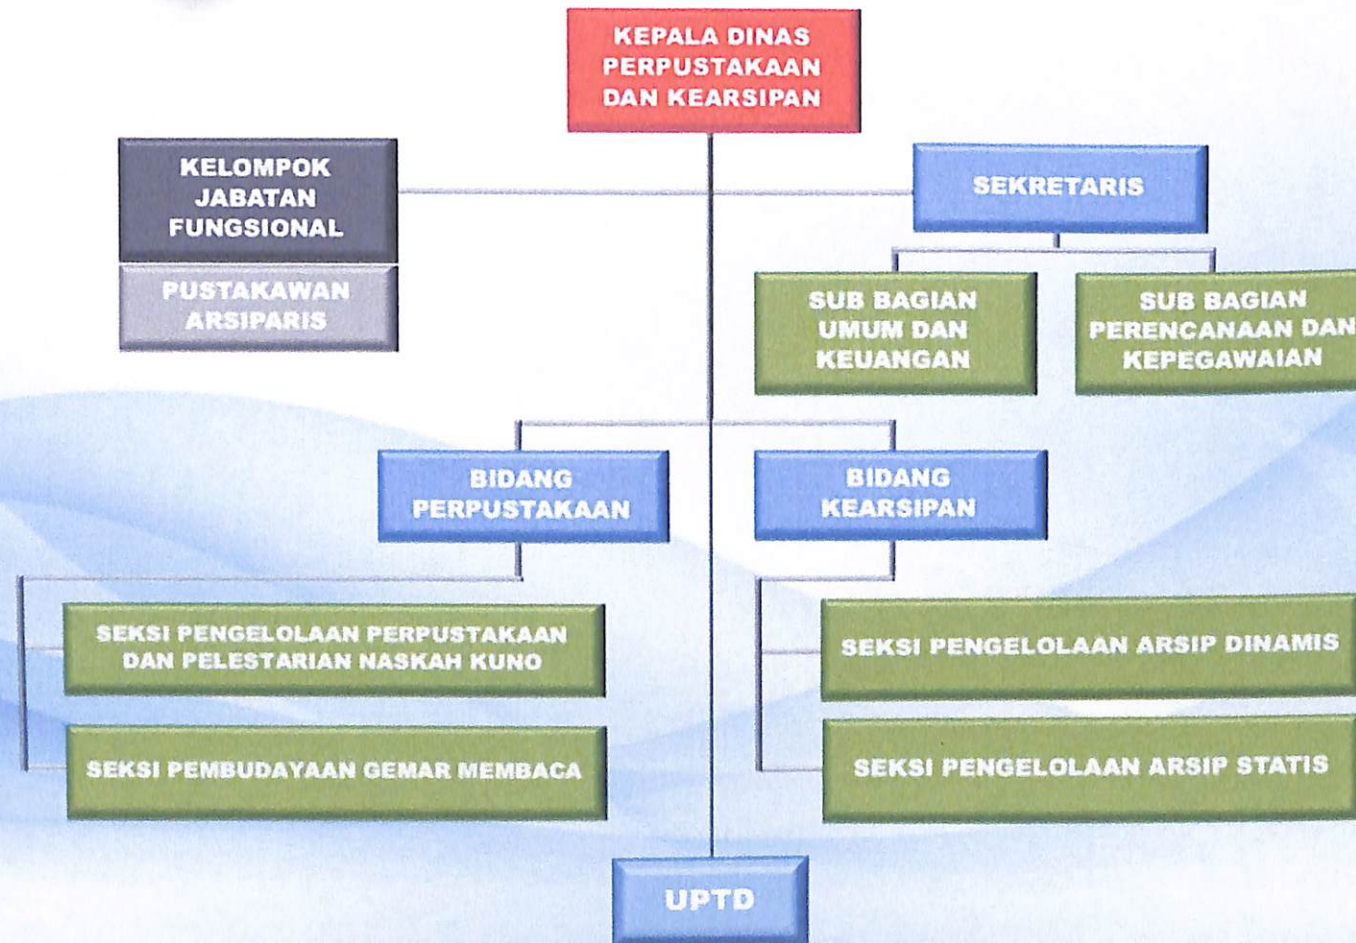 KEPALA DINAS
PERPUSTAKAAN
DAN KEARSIPAN
KELOMPOK
JABATAN
FUNGSIONAL
PUSTAKAWAN
ARSIPARIS
SEKRETARIS
SUB BAGIAN
UMUM DAN
KEUANGAN
SUB BAGIAN
PERENCANAAN DAN
KEPEGAWAIAN
BIDANG
PERPUSTAKAAN
BIDANG
KEARSIPAN
SEKSI PENGELOLAAN PERPUSTAKAAN
DAN PELESTARIAN NASKAH KUNO
SEKSI PEMBUDAYAAN GEMAR MEMBACA
SEKSI PENGELOLAAN ARSIP DINAMIS
SEKSI PENGELOLAAN ARSIP STATIS
UPTD